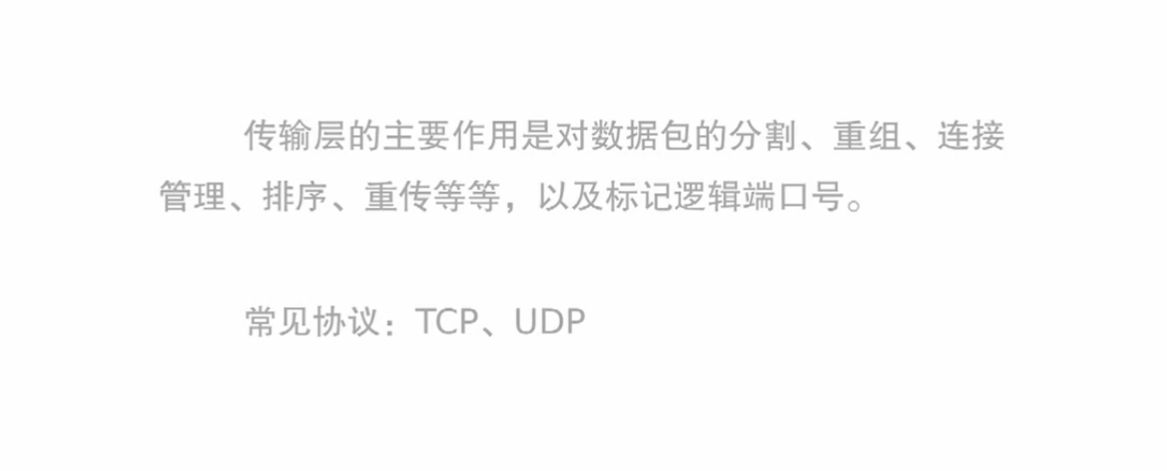 传输层的主要作用是对数据包的分割、重组、连接
管理、排序、重传等等，以及标记逻辑端口号。
常见协议：TCP、UDP